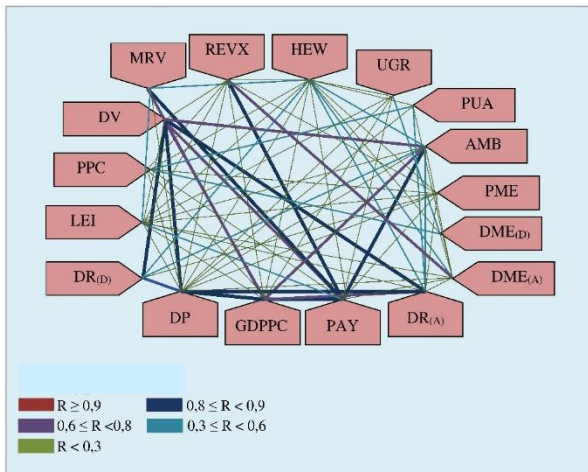 MRV
REVX
HEW
UGR
DV
PUA
PPC
AMB
LEI
PME
DR(D)
DME(D)
DP
GDPPC
PAY
DR(A)
DME(A)
R ≥ 0,9
0,8 ≤ R < 0,9
0,6 ≤ R <0,8
0,3 ≤ R < 0,6
R < 0,3